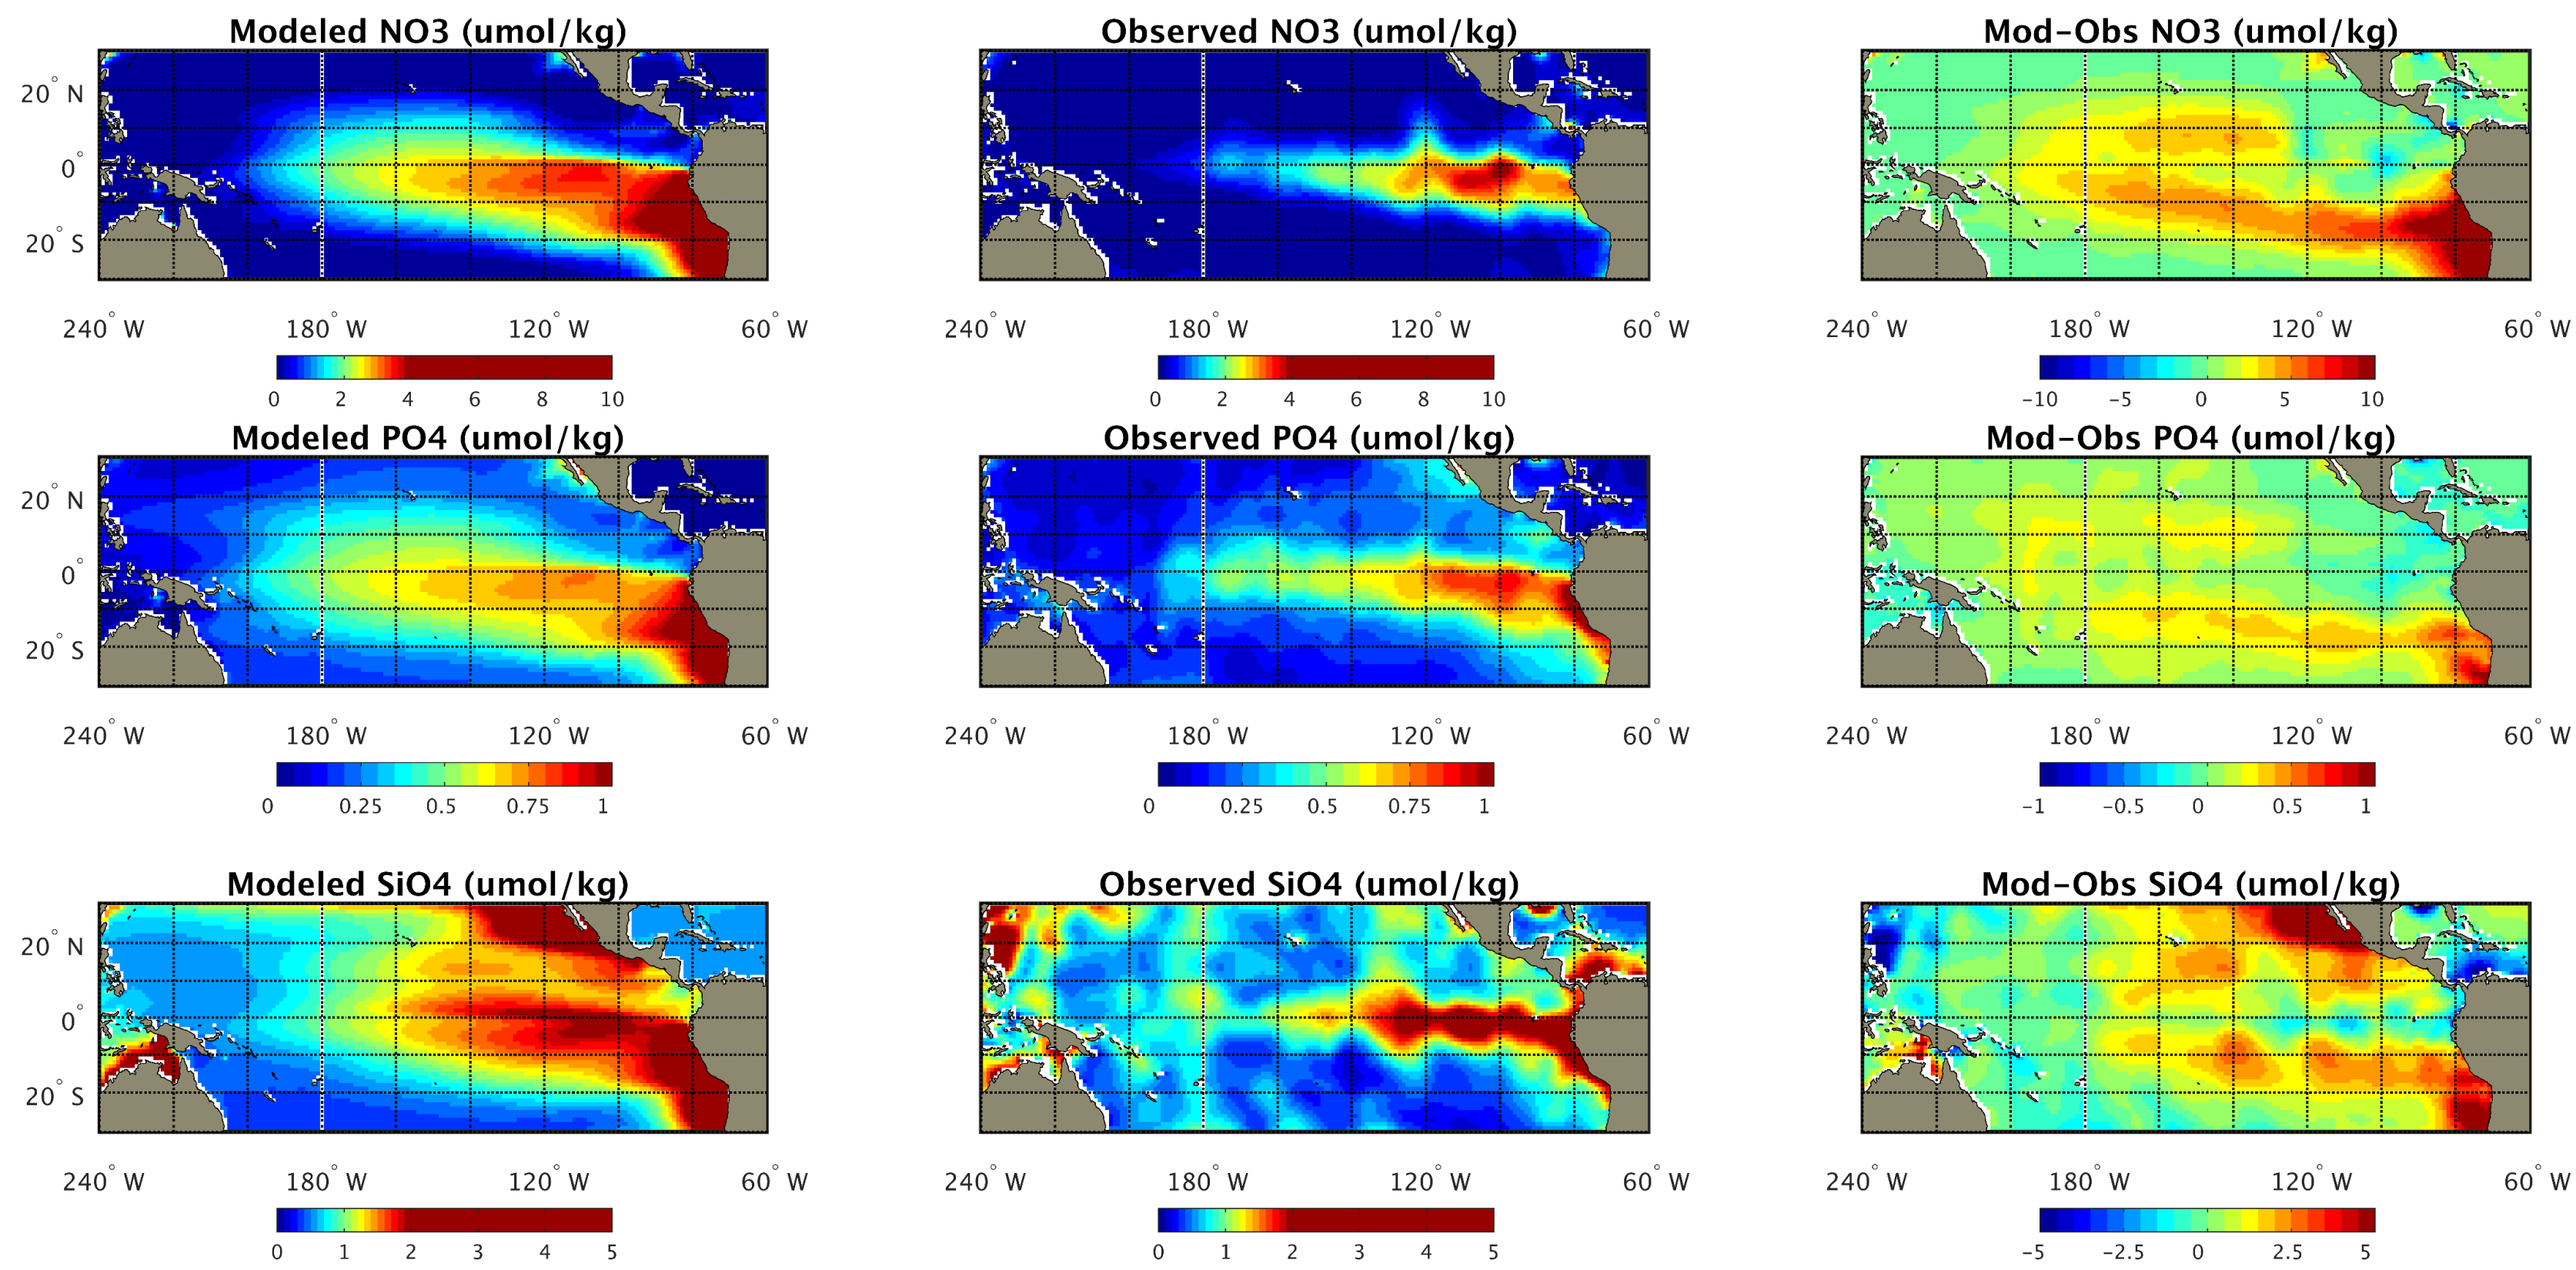 Modeled NO3 (umol/kg) Observed NO3 (umol/kg) Mod-Obs NO3 (umol/kg)
20° N
0°
20° S
240° W 180° W 120° W 60° W 240° W 180° W 120° W 60° W 240° W 180° W 120° W 60° W
0 2 4 6 8 10 0 2 4 6 8 10 -10 -5 0 5 10
Modeled PO4 (umol/kg) Observed PO4 (umol/kg) Mod-Obs PO4 (umol/kg)
20° N
0°
20° S
240° W 180° W 120° W 60° W 240° W 180° W 120° W 60° W 240° W 180° W 120° W 60° W
0 0.25 0.5 0.75 1 0 0.25 0.5 0.75 1 -1 -0.5 0 0.5 1
Modeled SiO4 (umol/kg) Observed SiO4 (umol/kg) Mod-Obs SiO4 (umol/kg)
20° N
0°
20° S
240° W 180° W 120° W 60° W 240° W 180° W 120° W 60° W 240° W 180° W 120° W 60° W
0 1 2 3 4 5 0 1 2 3 4 5 -5 -2.5 0 2.5 5